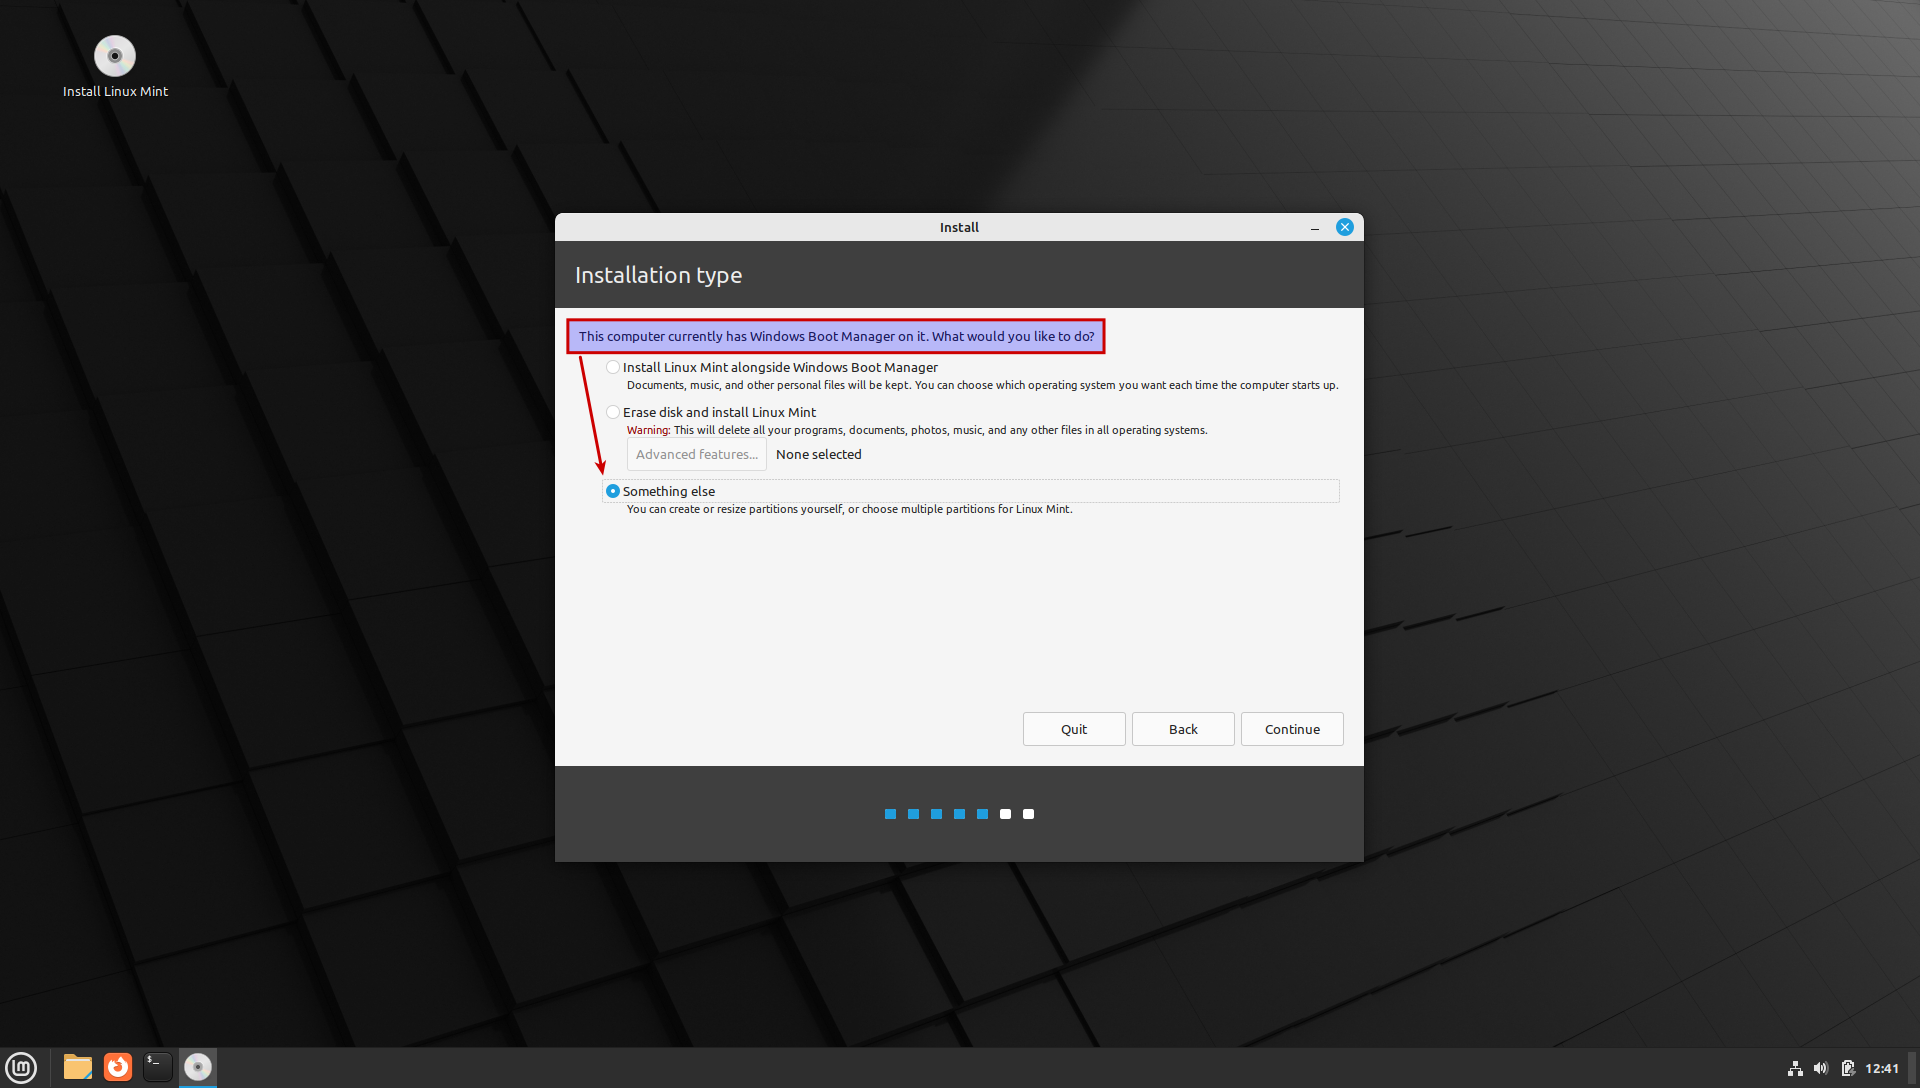 Install Linux Mint
Install
Installation type
This computer currently has Windows Boot Manager on it. What would you like to do?
Install Linux Mint alongside Windows Boot Manager
Documents, music, and other personal files will be kept. You can choose which operating system you want each time the computer starts up.
Erase disk and install Linux Mint
Warning: This will delete all your programs, documents, photos, music, and any other files in all operating systems.
Advanced features... None selected
Something else
You can create or resize partitions yourself, or choose multiple partitions for Linux Mint.
Quit Back Continue
$_
12:41